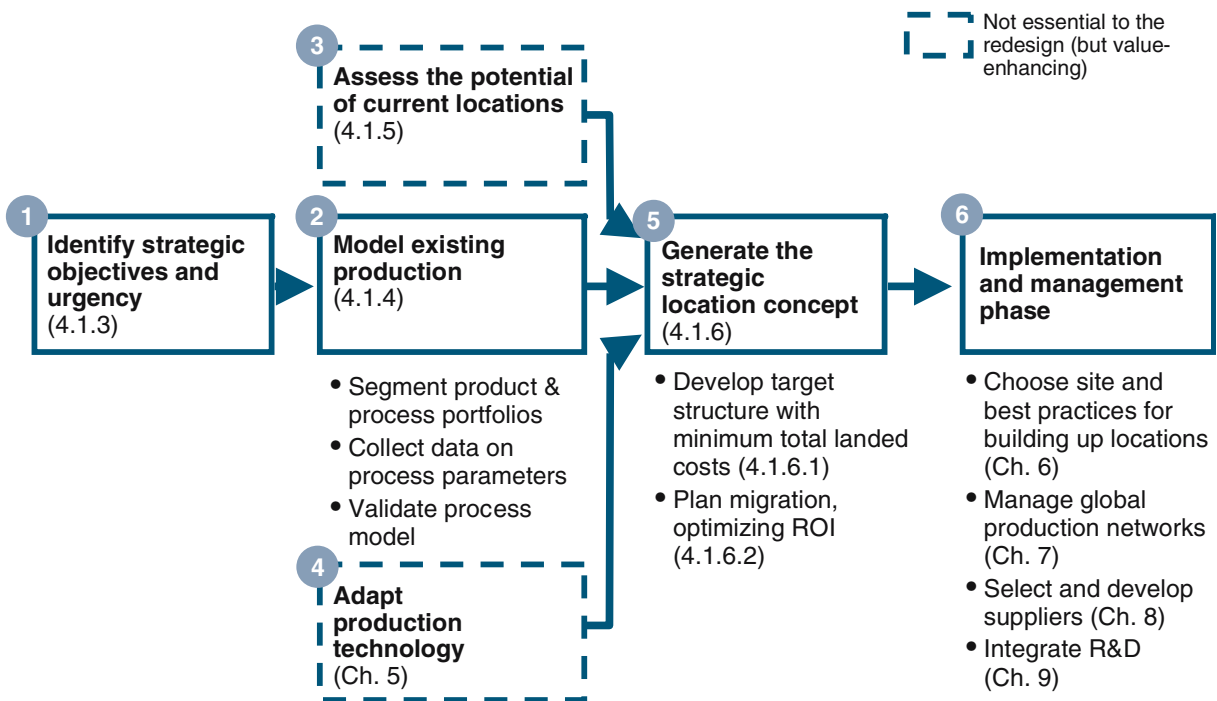 Not essential to the
redesign (but value-
enhancing)
3
Assess the potential
of current locations
(4.1.5)
1
Identify strategic
objectives and
urgency
(4.1.3)
2
Model existing
production
(4.1.4)
• Segment product &
process portfolios
• Collect data on
process parameters
• Validate process
model
4
Adapt
production
technology
(Ch. 5)
5
Generate the
strategic
location concept
(4.1.6)
• Develop target
structure with
minimum total landed
costs (4.1.6.1)
• Plan migration,
optimizing ROI
(4.1.6.2)
6
Implementation
and management
phase
• Choose site and
best practices for
building up locations
(Ch. 6)
• Manage global
production networks
(Ch. 7)
• Select and develop
suppliers (Ch. 8)
• Integrate R&D
(Ch. 9)